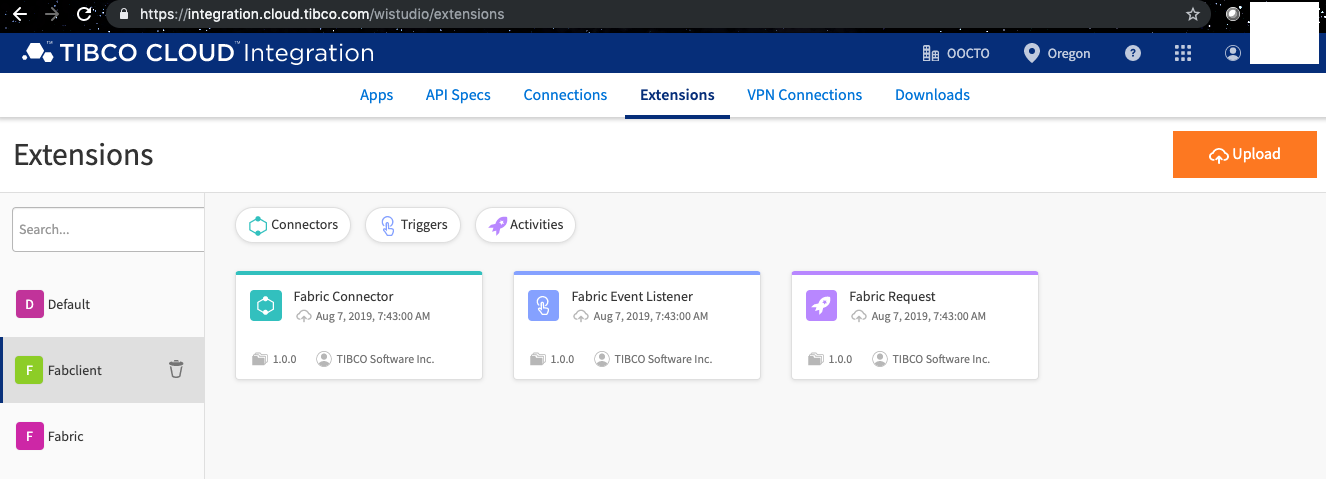 https://integration.cloud.tibco.com/wistudio/extensions
TIBCO CLOUD™ Integration
OOCTO
Oregon
?
Apps
API Specs
Connections
Extensions
VPN Connections
Downloads
Extensions
Upload
Search...
Connectors
Triggers
Activities
D Default
F Fabclient
F Fabric
Fabric Connector
Aug 7, 2019, 7:43:00 AM
1.0.0
TIBCO Software Inc.
Fabric Event Listener
Aug 7, 2019, 7:43:00 AM
1.0.0
TIBCO Software Inc.
Fabric Request
Aug 7, 2019, 7:43:00 AM
1.0.0
TIBCO Software Inc.